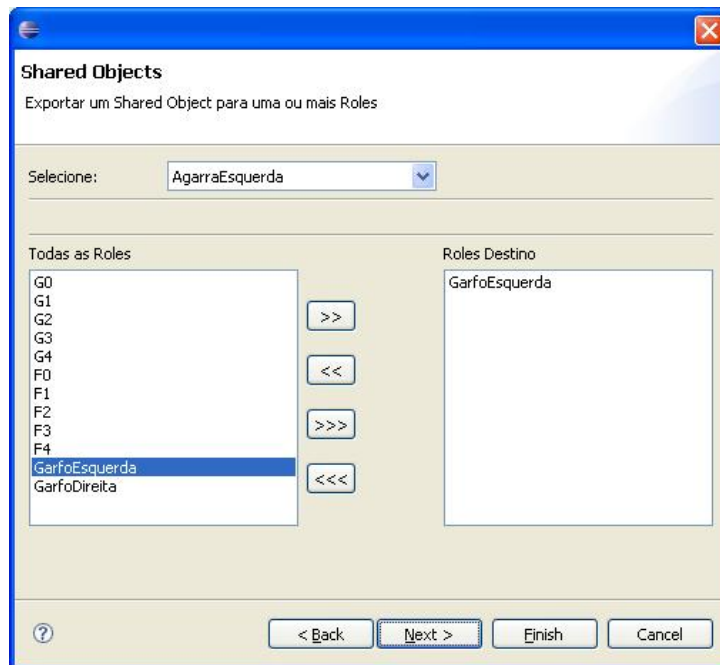 Shared Objects
Exportar um Shared Object para uma ou mais Roles
Selecione: AgarraEsquerda
Todas as Roles
G0
G1
G2
G3
G4
F0
F1
F2
F3
F4
GarfoEsquerda
GarfoDireita
>>
<<
>>>
<<<
Roles Destino
GarfoEsquerda
?
< Back
Next >
Finish
Cancel